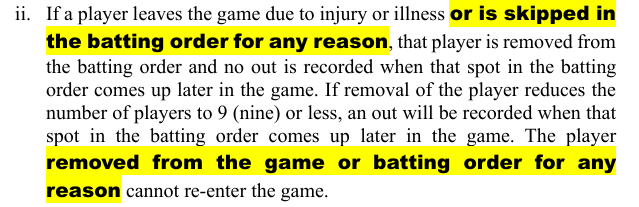 ii. If a player leaves the game due to injury or illness or is skipped in
the batting order for any reason, that player is removed from
the batting order and no out is recorded when that spot in the batting
order comes up later in the game. If removal of the player reduces the
number of players to 9 (nine) or less, an out will be recorded when that
spot in the batting order comes up later in the game. The player
removed from the game or batting order for any
reason cannot re-enter the game.